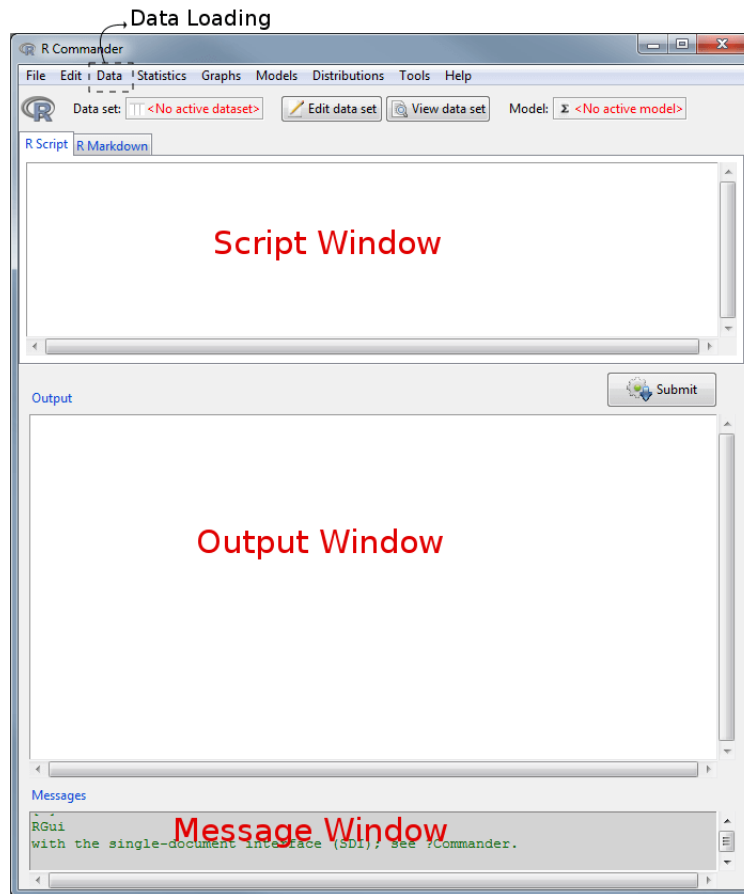 Data Loading
R Commander
File Edit Data Statistics Graphs Models Distributions Tools Help
R Data set: <No active dataset> Edit data set View data set Model: Σ <No active model>
R Script R Markdown
Script Window
Submit
Output
Output Window
Messages
RGui
Message Window
with the single-document interface (SDI); see ?Commander.